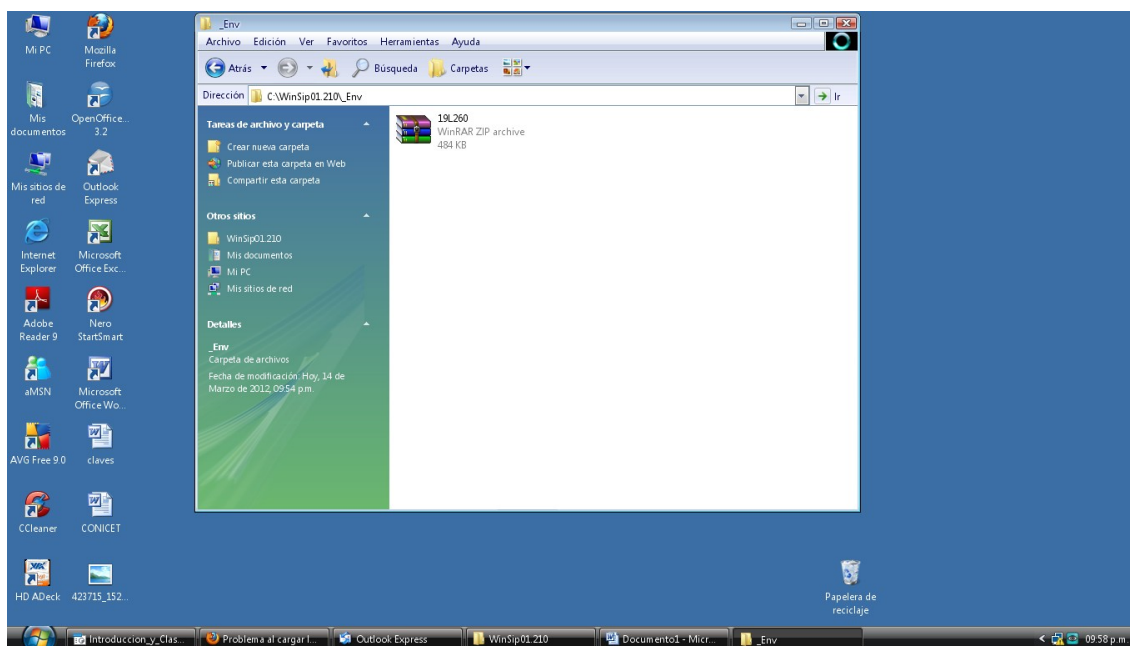 Mi PC
Mozilla
Firefox
Mis
documentos
OpenOffice...
3.2
Mis sitios de
red
Outlook
Express
Internet
Explorer
Microsoft
Office Exc...
Adobe
Reader 9
Nero
StartSmart
aMSN
Microsoft
Office Wo...
AVG Free 9.0
claves
CCleaner
CONICET
HD ADeck
423715_152...
_Env
Archivo Edición Ver Favoritos Herramientas Ayuda
Atrás Búsqueda Carpetas
Dirección C:\WinSip01.210\_Env Ir
Tareas de archivo y carpeta
Crear nueva carpeta
Publicar esta carpeta en Web
Compartir esta carpeta
Otros sitios
WinSip01.210
Mis documentos
Mi PC
Mis sitios de red
Detalles
_Env
Carpeta de archivos
Fecha de modificación: Hoy, 14 de
Marzo de 2012, 09:54 p.m.
19L260
WinRAR ZIP archive
484 KB
Papelera de
reciclaje
Introduccion_y_Clas... Problema al cargar l... Outlook Express WinSip01.210 Documento1 - Micr... _Env 09:58 p.m.